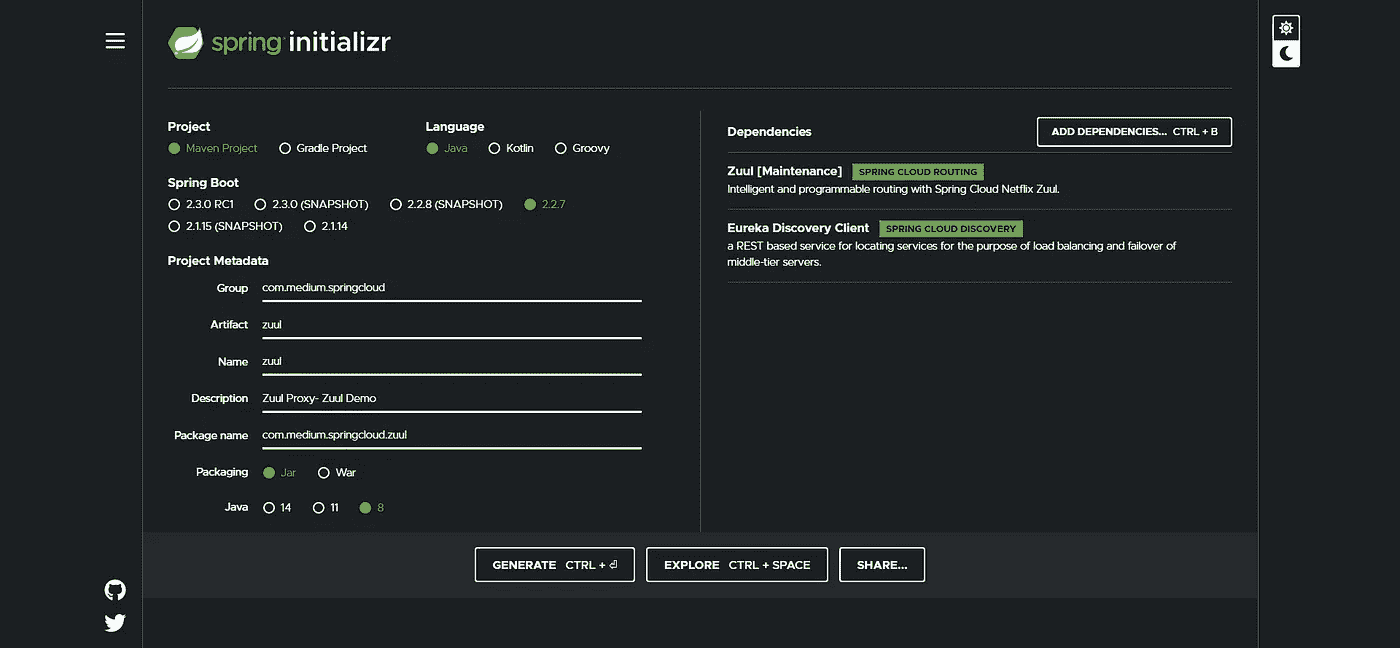 spring initializr
Project
Maven Project Gradle Project
Language
Java Kotlin Groovy
Spring Boot
2.3.0 RC1 2.3.0 (SNAPSHOT) 2.2.8 (SNAPSHOT) 2.2.7
2.1.15 (SNAPSHOT) 2.1.14
Project Metadata
Group com.medium.springcloud
Artifact zuul
Name zuul
Description Zuul Proxy- Zuul Demo
Package name com.medium.springcloud.zuul
Packaging Jar War
Java 14 11 8
Dependencies ADD DEPENDENCIES... CTRL + B
Zuul [Maintenance] SPRING CLOUD ROUTING
Intelligent and programmable routing with Spring Cloud Netflix Zuul.
Eureka Discovery Client SPRING CLOUD DISCOVERY
a REST based service for locating services for the purpose of load balancing and failover of
middle-tier servers.
GENERATE CTRL + ⏎ EXPLORE CTRL + SPACE SHARE...